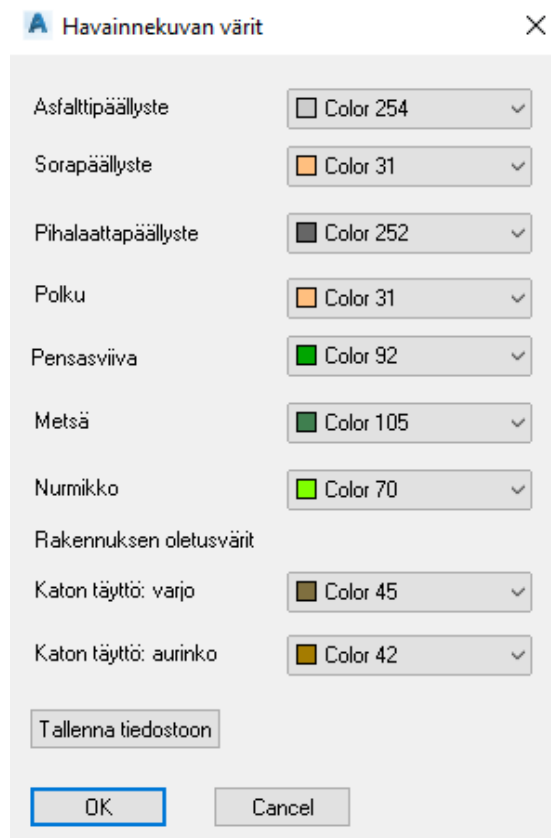 Havainnekuvan värit
Asfalttipäällyste Color 254
Sorapäällyste Color 31
Pihalaattapäällyste Color 252
Polku Color 31
Pensasviiva Color 92
Metsä Color 105
Nurmikko Color 70
Rakennuksen oletusvärit
Katon täyttö: varjo Color 45
Katon täyttö: aurinko Color 42
Tallenna tiedostoon
OK Cancel